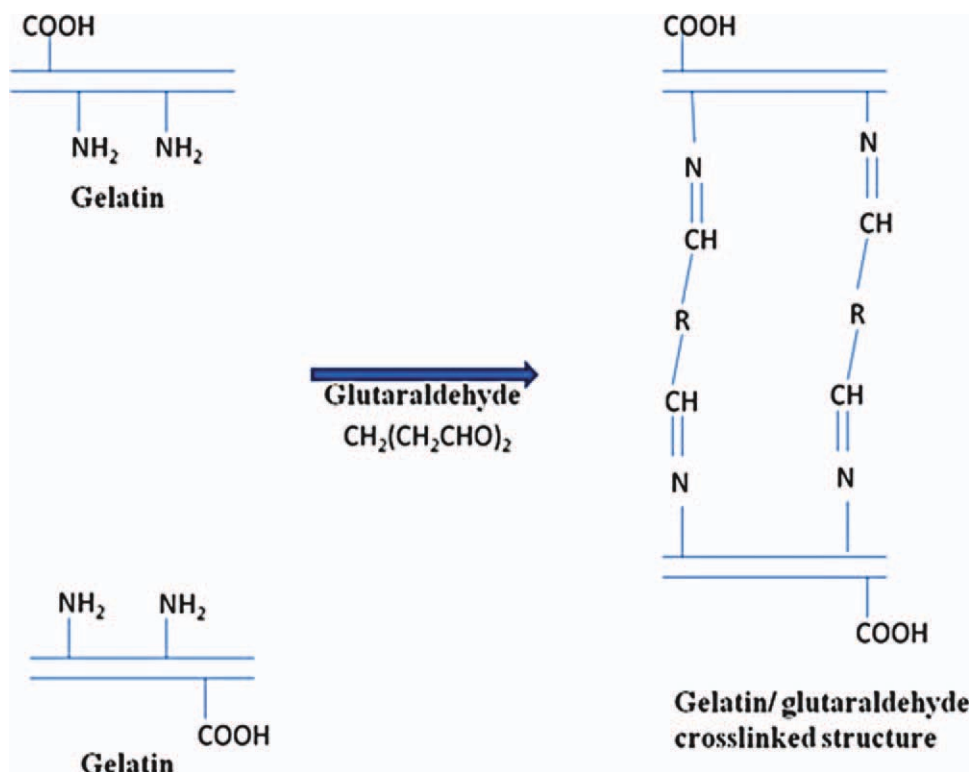 COOH
NH₂ NH₂
Gelatin
Glutaraldehyde
CH₂(CH₂CHO)₂
NH₂ NH₂
COOH
Gelatin
COOH
N N
CH CH
R R
CH CH
N N
COOH
Gelatin/ glutaraldehyde
crosslinked structure